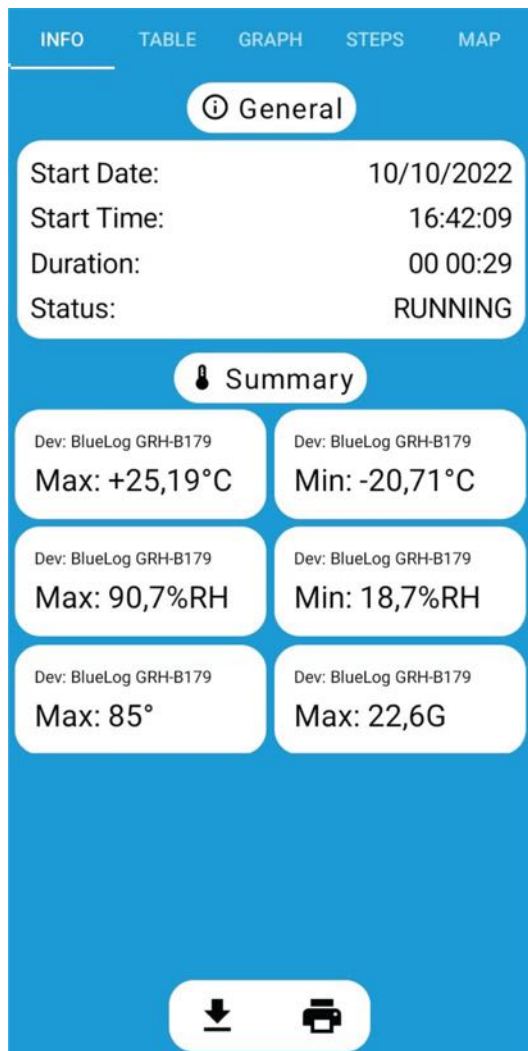 INFO TABLE GRAPH STEPS MAP
General
Start Date: 10/10/2022
Start Time: 16:42:09
Duration: 00 00:29
Status: RUNNING
Summary
Dev: BlueLog GRH-B179 Dev: BlueLog GRH-B179
Max: +25,19°C Min: -20,71°C
Dev: BlueLog GRH-B179 Dev: BlueLog GRH-B179
Max: 90,7%RH Min: 18,7%RH
Dev: BlueLog GRH-B179 Dev: BlueLog GRH-B179
Max: 85° Max: 22,6G